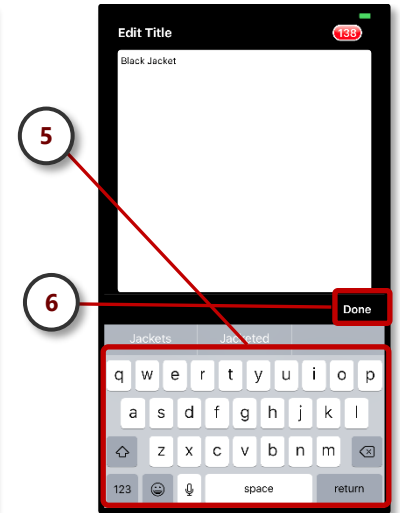 Edit Title
138
Black Jacket
5
6
Done
Jackets Jacketed
q w e r t y u i o p
a s d f g h j k l
z x c v b n m
123 space return